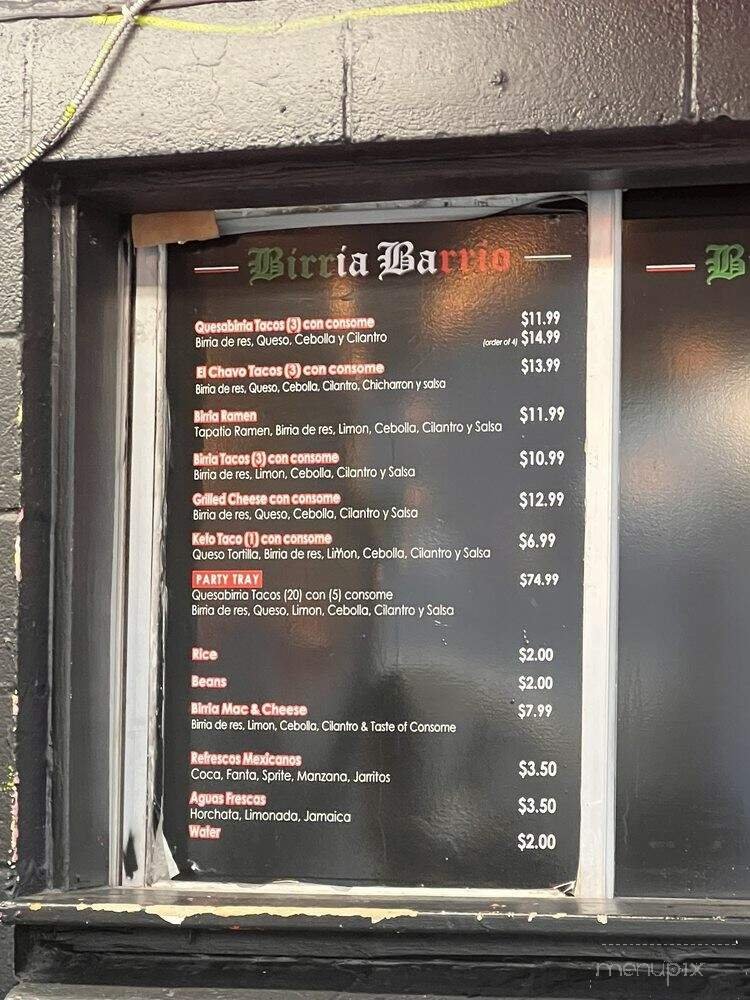 Birria Barrio
Quesabirria Tacos (3) con consome $11.99
Birria de res, Queso, Cebolla y Cilantro (order of 4) $14.99
El Chavo Tacos (3) con consome $13.99
Birria de res, Queso, Cebolla, Cilantro, Chicharron y salsa
Birria Ramen $11.99
Tapatio Ramen, Birria de res, Limon, Cebolla, Cilantro y Salsa
Birria Tacos (3) con consome $10.99
Birria de res, Limon, Cebolla, Cilantro y Salsa
Grilled Cheese con consome $12.99
Birria de res, Queso, Cebolla, Cilantro y Salsa
Keto Taco (1) con consome $6.99
Queso Tortilla, Birria de res, Limon, Cebolla, Cilantro y Salsa
PARTY TRAY $74.99
Quesabirria Tacos (20) con (5) consome
Birria de res, Queso, Limon, Cebolla, Cilantro y Salsa
Rice $2.00
Beans $2.00
Birria Mac & Cheese $7.99
Birria de res, Limon, Cebolla, Cilantro & Taste of Consome
Refrescos Mexicanos
Coca, Fanta, Sprite, Manzana, Jarritos $3.50
Aguas Frescas $3.50
Horchata, Limonada, Jamaica
Water $2.00
B
menupix